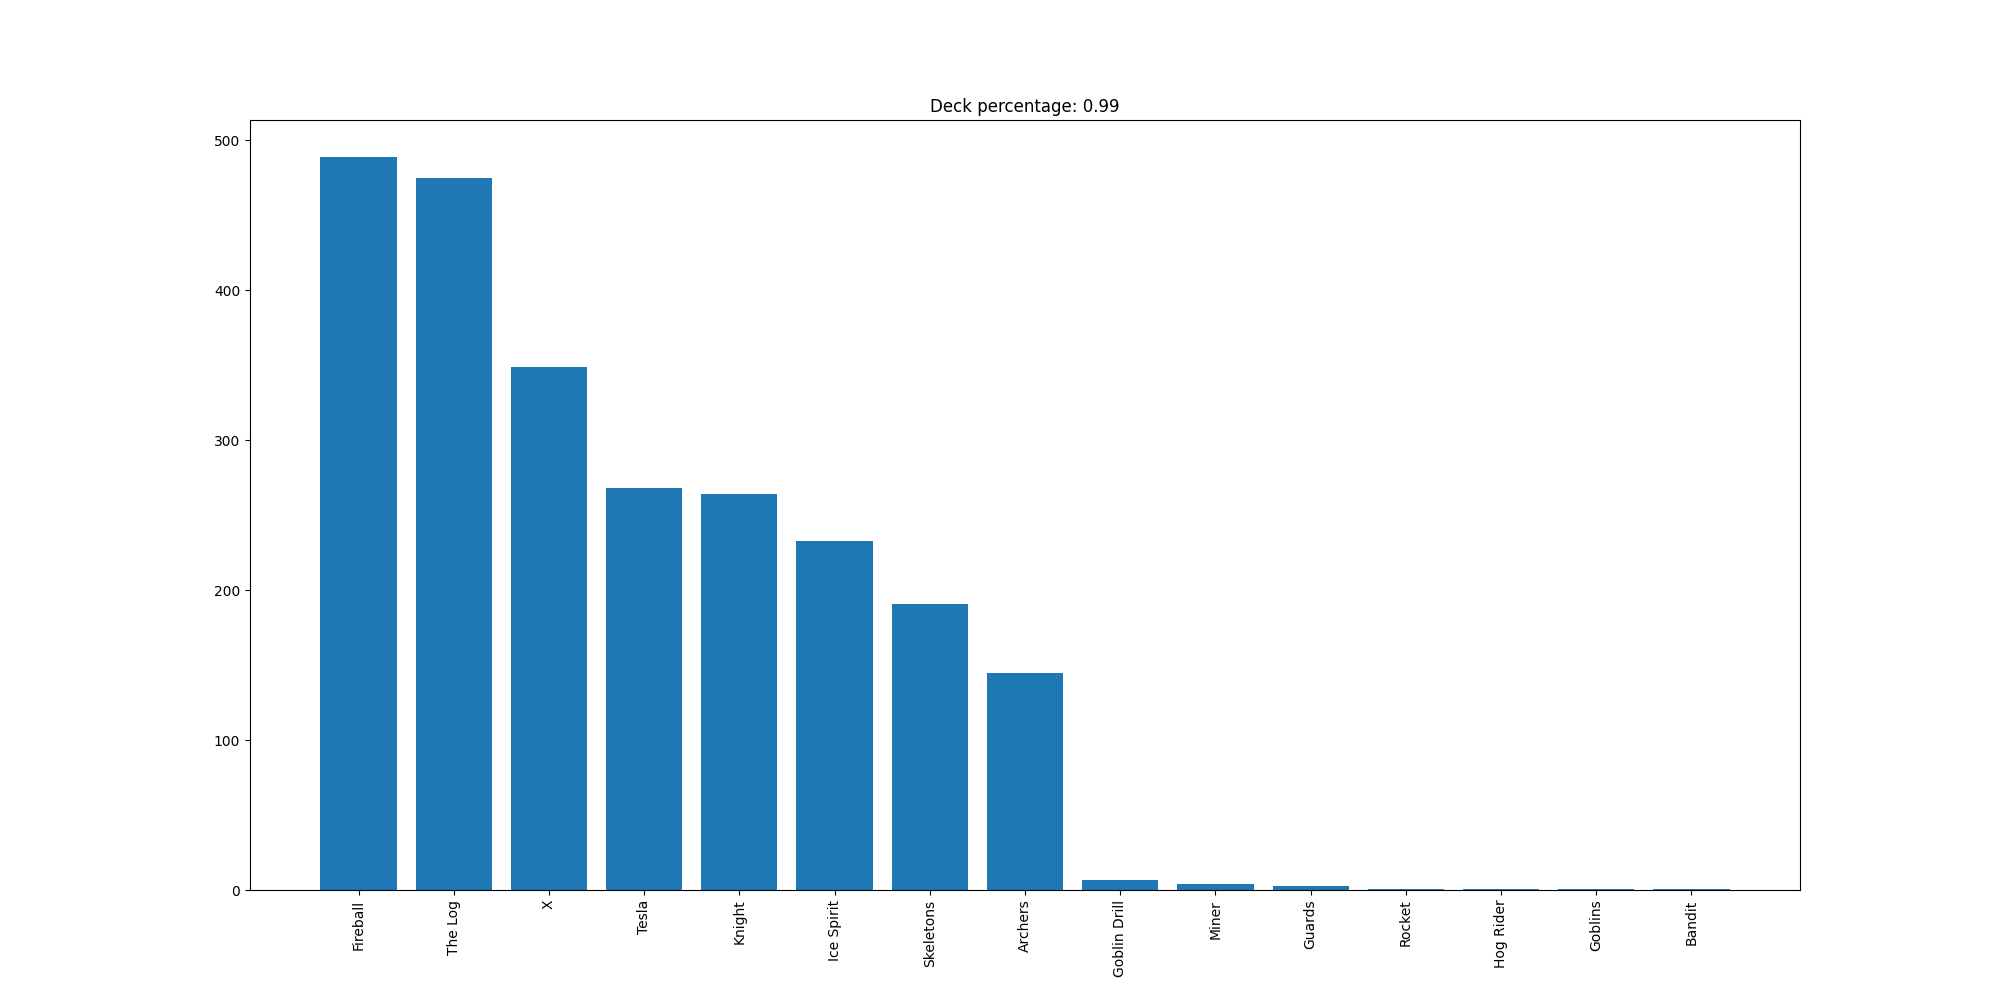 Deck percentage: 0.99
500
400
300
200
100
0
Fireball
The Log
X
Tesla
Knight
Ice Spirit
Skeletons
Archers
Goblin Drill
Miner
Guards
Rocket
Hog Rider
Goblins
Bandit